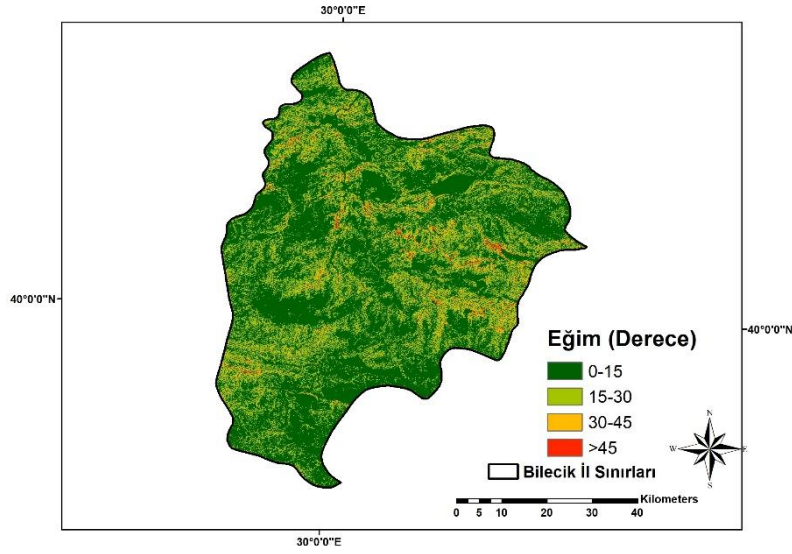 30°0'0"E
40°0'0"N
40°0'0"N
Eğim (Derece)
0-15
15-30
30-45
>45
Bilecik İl Sınırları
N
W
E
S
Kilometers
0 5 10 20 30 40
30°0'0"E